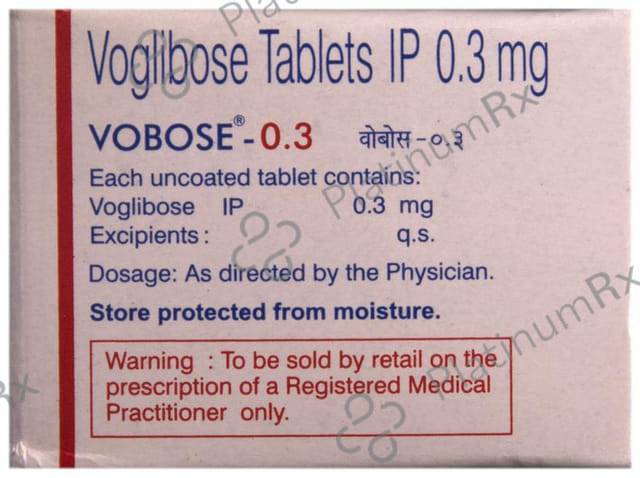 Voglibose Tablets IP 0.3 mg
VOBOSE®-0.3 वोबोस-०.३
Each uncoated tablet contains:
Voglibose IP 0.3 mg
Excipients : q.s.
Dosage: As directed by the Physician.
Store protected from moisture.
Warning : To be sold by retail on the
prescription of a Registered Medical
Practitioner only.
PlatinumRx
PlatinumRx